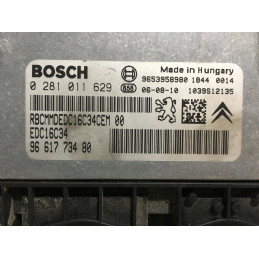 BOSCH
Made in Hungary
9653958980 1844 0014
0 281 011 629
656
06-08-10
1039S12135
RBCMMDEDC16C34CEM 00
EDC16C34
96 617 734 80